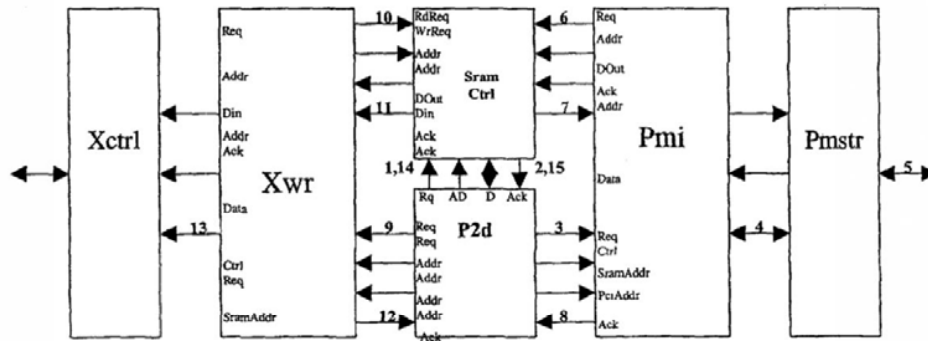 Xctrl
Req
Addr
Din
Addr
Ack
Xwr
Data
Ctrl
Req
SramAddr
13
10
11
9
12
RdReq
WrReq
Addr
Addr
Sram
Ctrl
DOut
Din
Ack
Ack
1,14
2,15
Rq AD D Ack
P2d
Req
Req
Addr
Addr
Addr
Addr
Ack
6
7
3
8
Req
Addr
DOut
Ack
Addr
Pmi
Data
Req
Ctrl
SramAddr
PciAddr
Ack
4
Pmstr
5